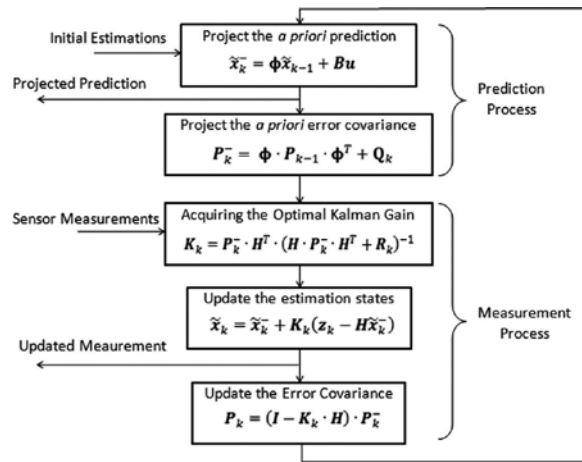 Project the a priori prediction
x̃ₖ⁻ = ϕx̃ₖ₋₁ + Bu
Initial Estimations
Projected Prediction
Project the a priori error covariance
Pₖ⁻ = ϕ · Pₖ₋₁ · ϕᵀ + Qₖ
Prediction
Process
Sensor Measurements
Acquiring the Optimal Kalman Gain
Kₖ = Pₖ⁻ · Hᵀ · (H · Pₖ⁻ · Hᵀ + Rₖ)⁻¹
Update the estimation states
x̃ₖ = x̃ₖ⁻ + Kₖ(zₖ − Hx̃ₖ⁻)
Measurement
Process
Updated Meaurement
Update the Error Covariance
Pₖ = (I − Kₖ · H) · Pₖ⁻